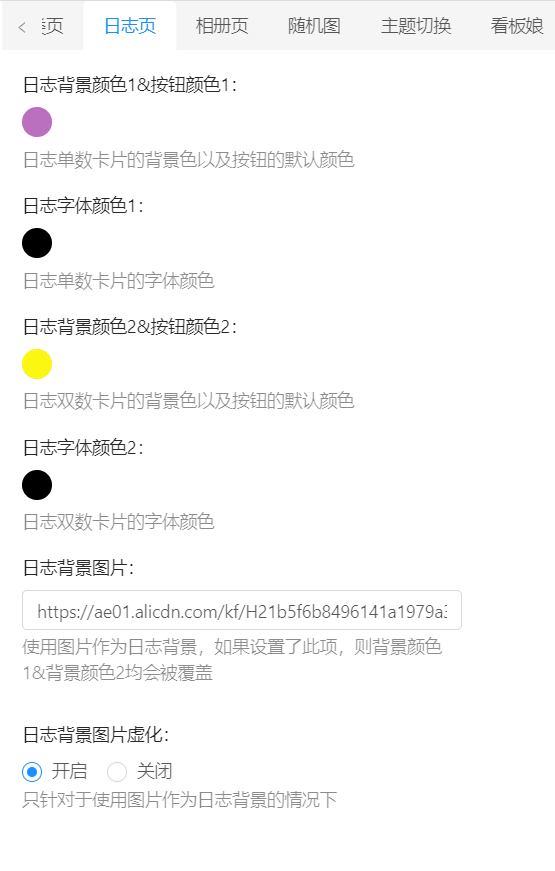 页 日志页 相册页 随机图 主题切换 看板娘
日志背景颜色1&按钮颜色1：
日志单数卡片的背景色以及按钮的默认颜色
日志字体颜色1：
日志单数卡片的字体颜色
日志背景颜色2&按钮颜色2：
日志双数卡片的背景色以及按钮的默认颜色
日志字体颜色2：
日志双数卡片的字体颜色
日志背景图片：
https://ae01.alicdn.com/kf/H21b5f6b8496141a1979a
使用图片作为日志背景，如果设置了此项，则背景颜色
1&背景颜色2均会被覆盖
日志背景图片虚化：
开启 关闭
只针对于使用图片作为日志背景的情况下